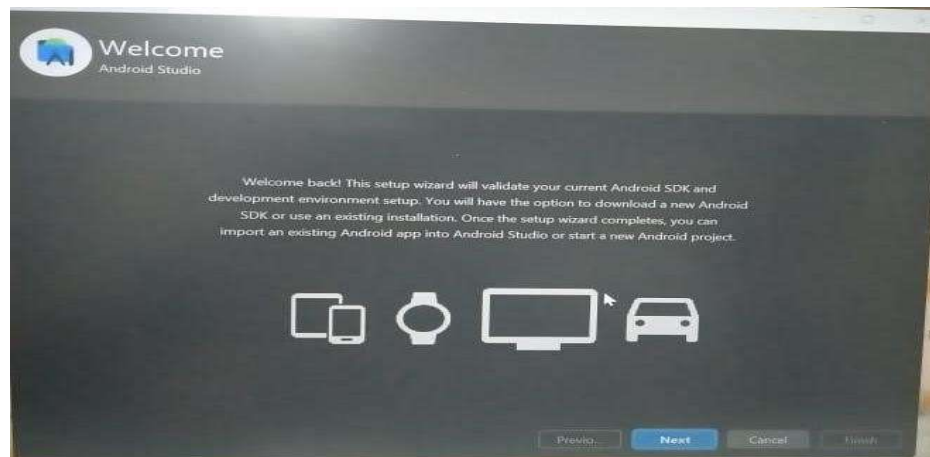 Welcome
Android Studio
Welcome back! This setup wizard will validate your current Android SDK and
development environment setup. You will have the option to download a new Android
SDK or use an existing installation. Once the setup wizard completes, you can
import an existing Android app into Android Studio or start a new Android project.
Previo... Next Cancel Finish